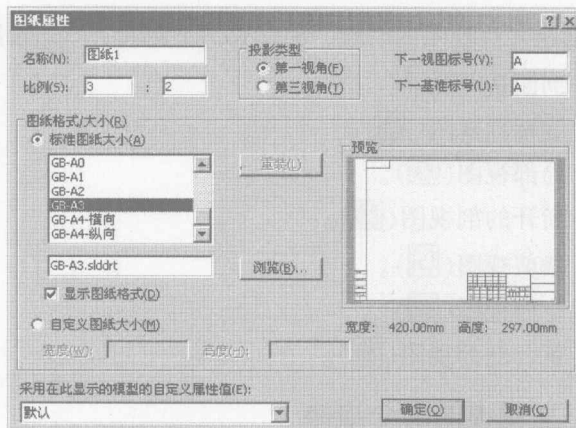 图纸属性
名称(N): 图纸1
比例(S): 3 : 2
投影类型
第一视角(F)
第三视角(T)
下一视图标号(Y): A
下一基准标号(U): A
图纸格式/大小(R)
标准图纸大小(A)
GB-A0
GB-A1
GB-A2
GB-A3
GB-A4-横向
GB-A4-纵向
重装(L)
GB-A3.slddrt
浏览(B)...
显示图纸格式(D)
自定义图纸大小(M)
宽度(W):
高度(H):
预览
宽度: 420.00mm 高度: 297.00mm
采用在此显示的模型的自定义属性值(E):
默认
确定(O)
取消(C)